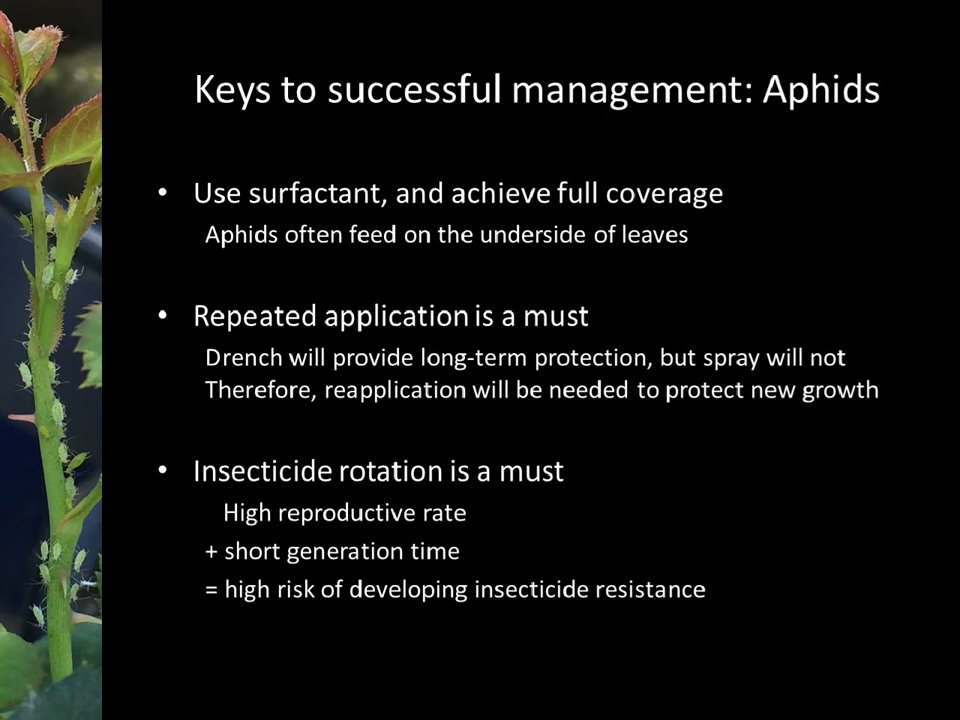 Keys to successful management: Aphids
• Use surfactant, and achieve full coverage
Aphids often feed on the underside of leaves
• Repeated application is a must
Drench will provide long-term protection, but spray will not
Therefore, reapplication will be needed to protect new growth
• Insecticide rotation is a must
High reproductive rate
+ short generation time
= high risk of developing insecticide resistance